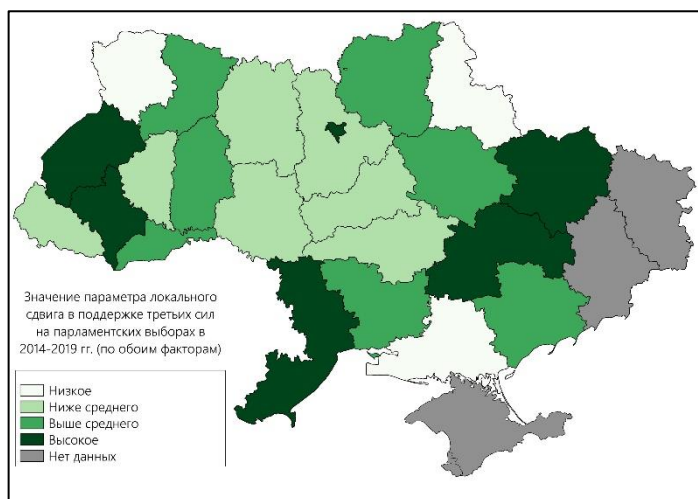 Значение параметра локального
сдвига в поддержке третьих сил
на парламентских выборах в
2014-2019 гг. (по обоим факторам)
Низкое
Ниже среднего
Выше среднего
Высокое
Нет данных